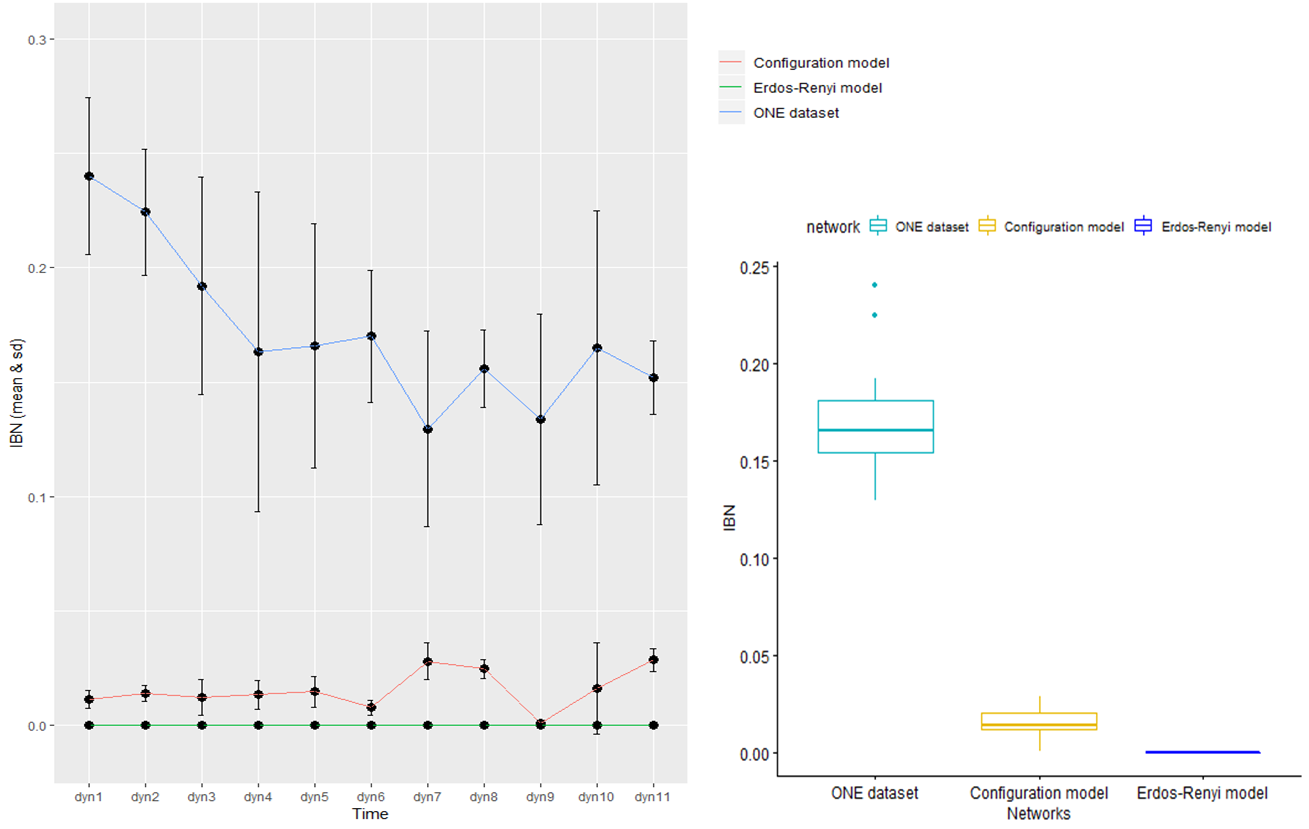 IBN (mean & sd)
0.3
0.2
0.1
0.0
dyn1 dyn2 dyn3 dyn4 dyn5 dyn6 dyn7 dyn8 dyn9 dyn10 dyn11
Time
Configuration model
Erdos-Renyi model
ONE dataset
network ONE dataset Configuration model Erdos-Renyi model
IBN
0.25
0.20
0.15
0.10
0.05
0.00
ONE dataset Configuration model Erdos-Renyi model
Networks